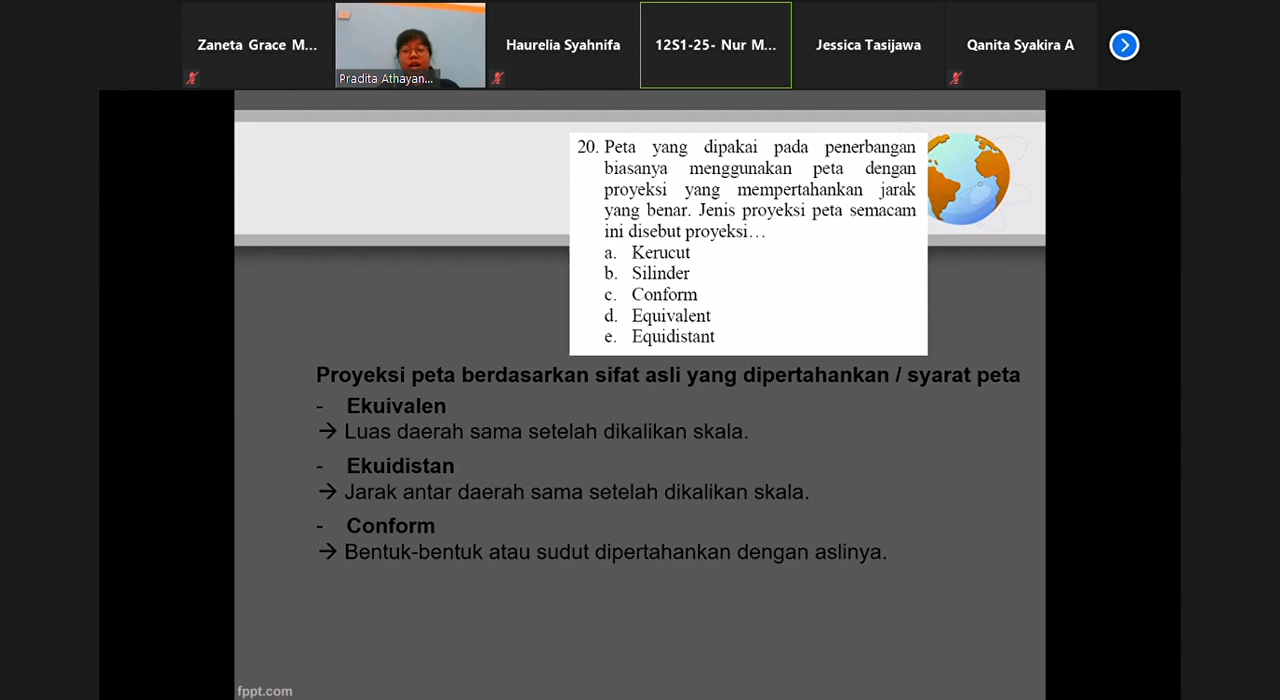 Zaneta Grace M...
Pradita Athayan...
Haurelia Syahnifa
12S1-25- Nur M...
Jessica Tasijawa
Qanita Syakira A
20. Peta yang dipakai pada penerbangan
biasanya menggunakan peta dengan
proyeksi yang mempertahankan jarak
yang benar. Jenis proyeksi peta semacam
ini disebut proyeksi…
a. Kerucut
b. Silinder
c. Conform
d. Equivalent
e. Equidistant
Proyeksi peta berdasarkan sifat asli yang dipertahankan / syarat peta
- Ekuivalen
→ Luas daerah sama setelah dikalikan skala.
- Ekuidistan
→ Jarak antar daerah sama setelah dikalikan skala.
- Conform
→ Bentuk-bentuk atau sudut dipertahankan dengan aslinya.
fppt.com